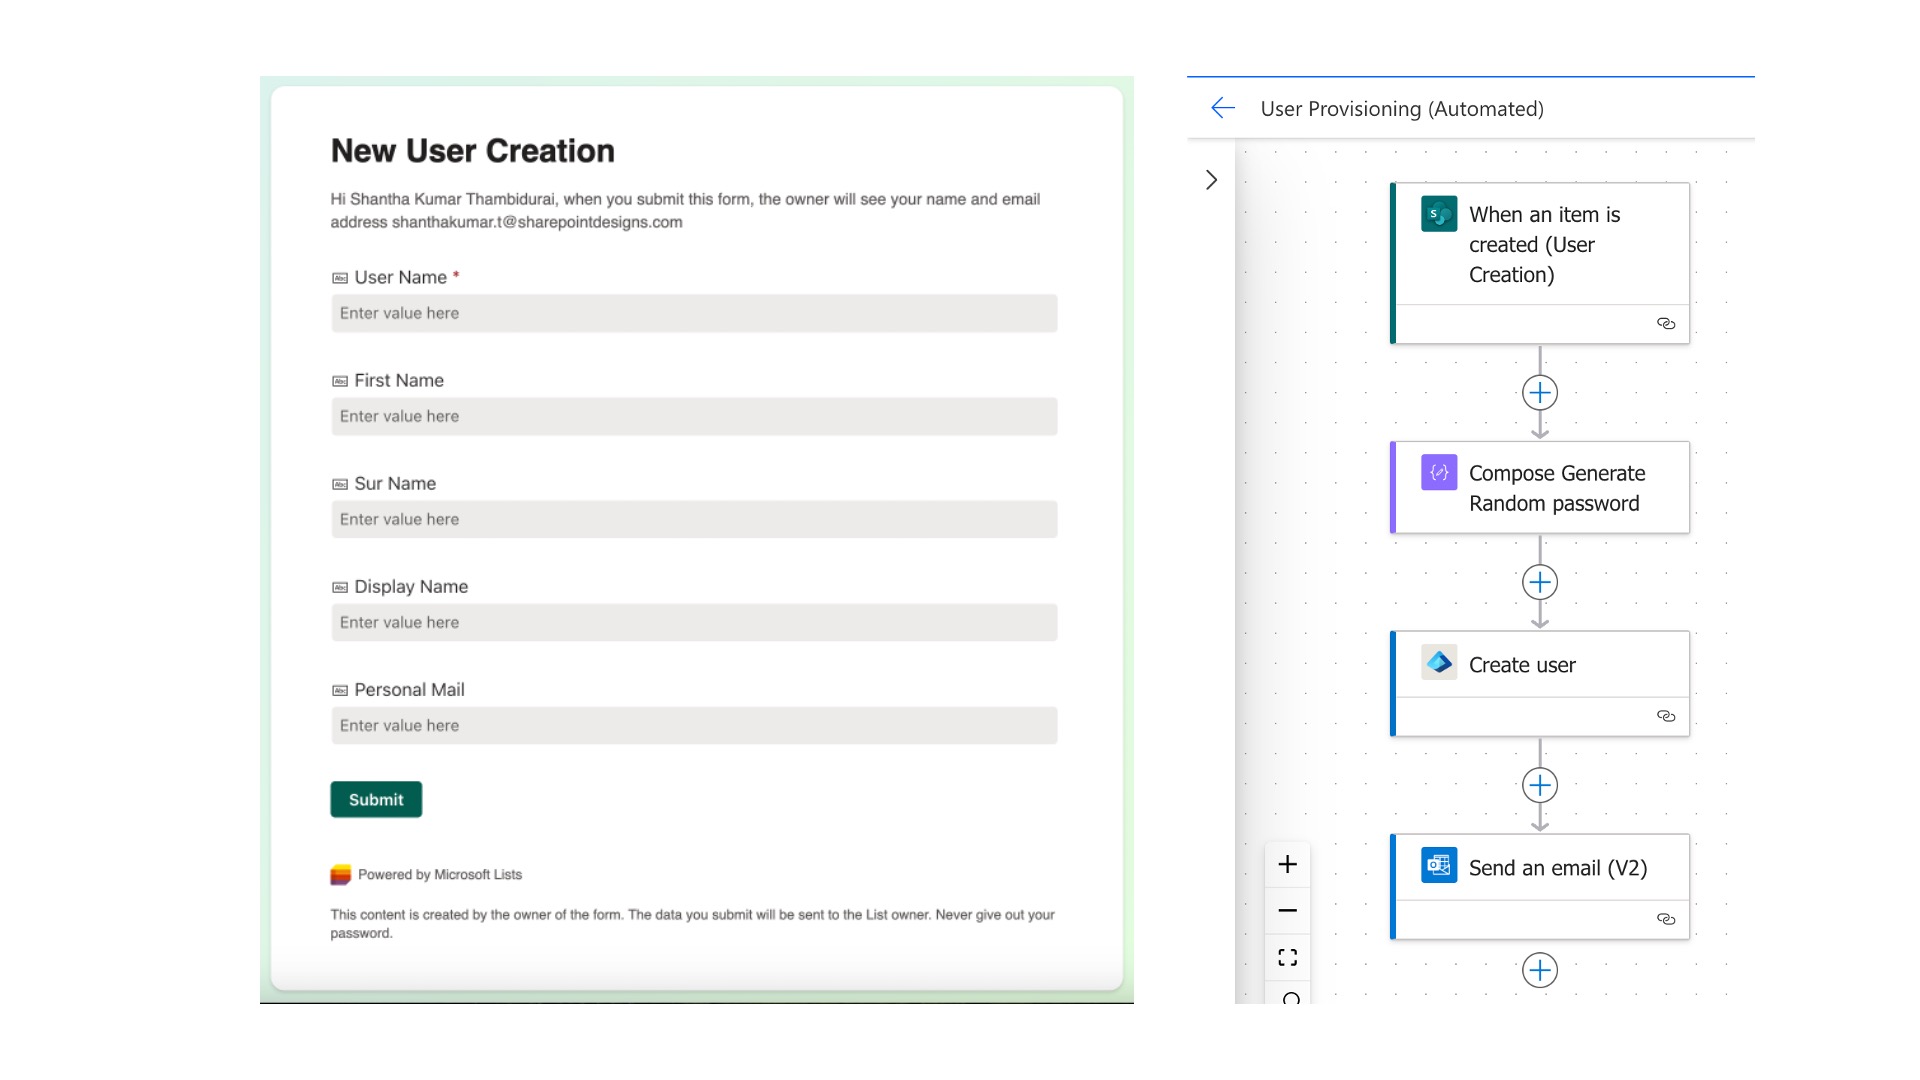 New User Creation
Hi Shantha Kumar Thambidurai, when you submit this form, the owner will see your name and email
address shanthakumar.t@sharepointdesigns.com
User Name *
Enter value here
First Name
Enter value here
Sur Name
Enter value here
Display Name
Enter value here
Personal Mail
Enter value here
Submit
Powered by Microsoft Lists
This content is created by the owner of the form. The data you submit will be sent to the List owner. Never give out your
password.
User Provisioning (Automated)
When an item is
created (User
Creation)
Compose Generate
Random password
Create user
Send an email (V2)